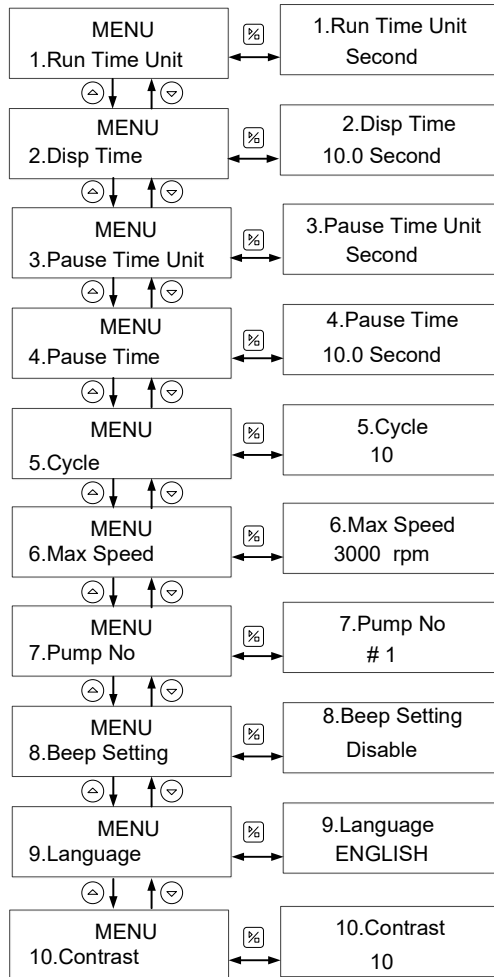 MENU
1.Run Time Unit
1.Run Time Unit
Second
MENU
2.Disp Time
2.Disp Time
10.0 Second
MENU
3.Pause Time Unit
3.Pause Time Unit
Second
MENU
4.Pause Time
4.Pause Time
10.0 Second
MENU
5.Cycle
5.Cycle
10
MENU
6.Max Speed
6.Max Speed
3000 rpm
MENU
7.Pump No
7.Pump No
# 1
MENU
8.Beep Setting
8.Beep Setting
Disable
MENU
9.Language
9.Language
ENGLISH
MENU
10.Contrast
10.Contrast
10